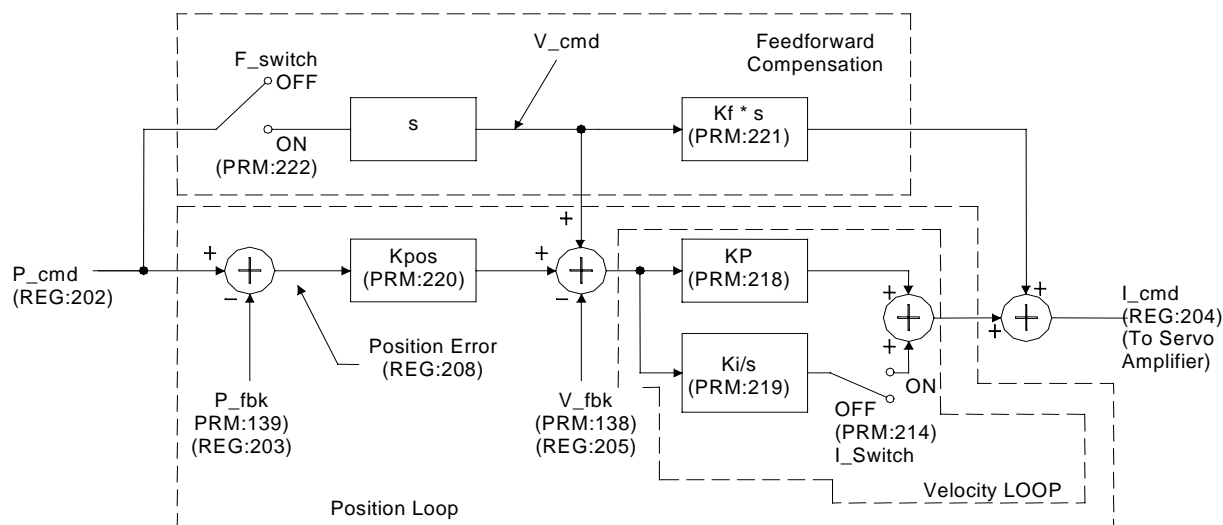 V_cmd
Feedforward
Compensation
F_switch
OFF
ON
(PRM:222)
s
Kf * s
(PRM:221)
+
+
P_cmd
(REG:202)
+
−
Kpos
(PRM:220)
+
−
KP
(PRM:218)
+
+
+
+
+
I_cmd
(REG:204)
(To Servo
Amplifier)
Position Error
(REG:208)
+
Ki/s
(PRM:219)
ON
OFF
(PRM:214)
I_Switch
P_fbk
PRM:139)
(REG:203)
V_fbk
(PRM:138)
(REG:205)
Velocity LOOP
Position Loop